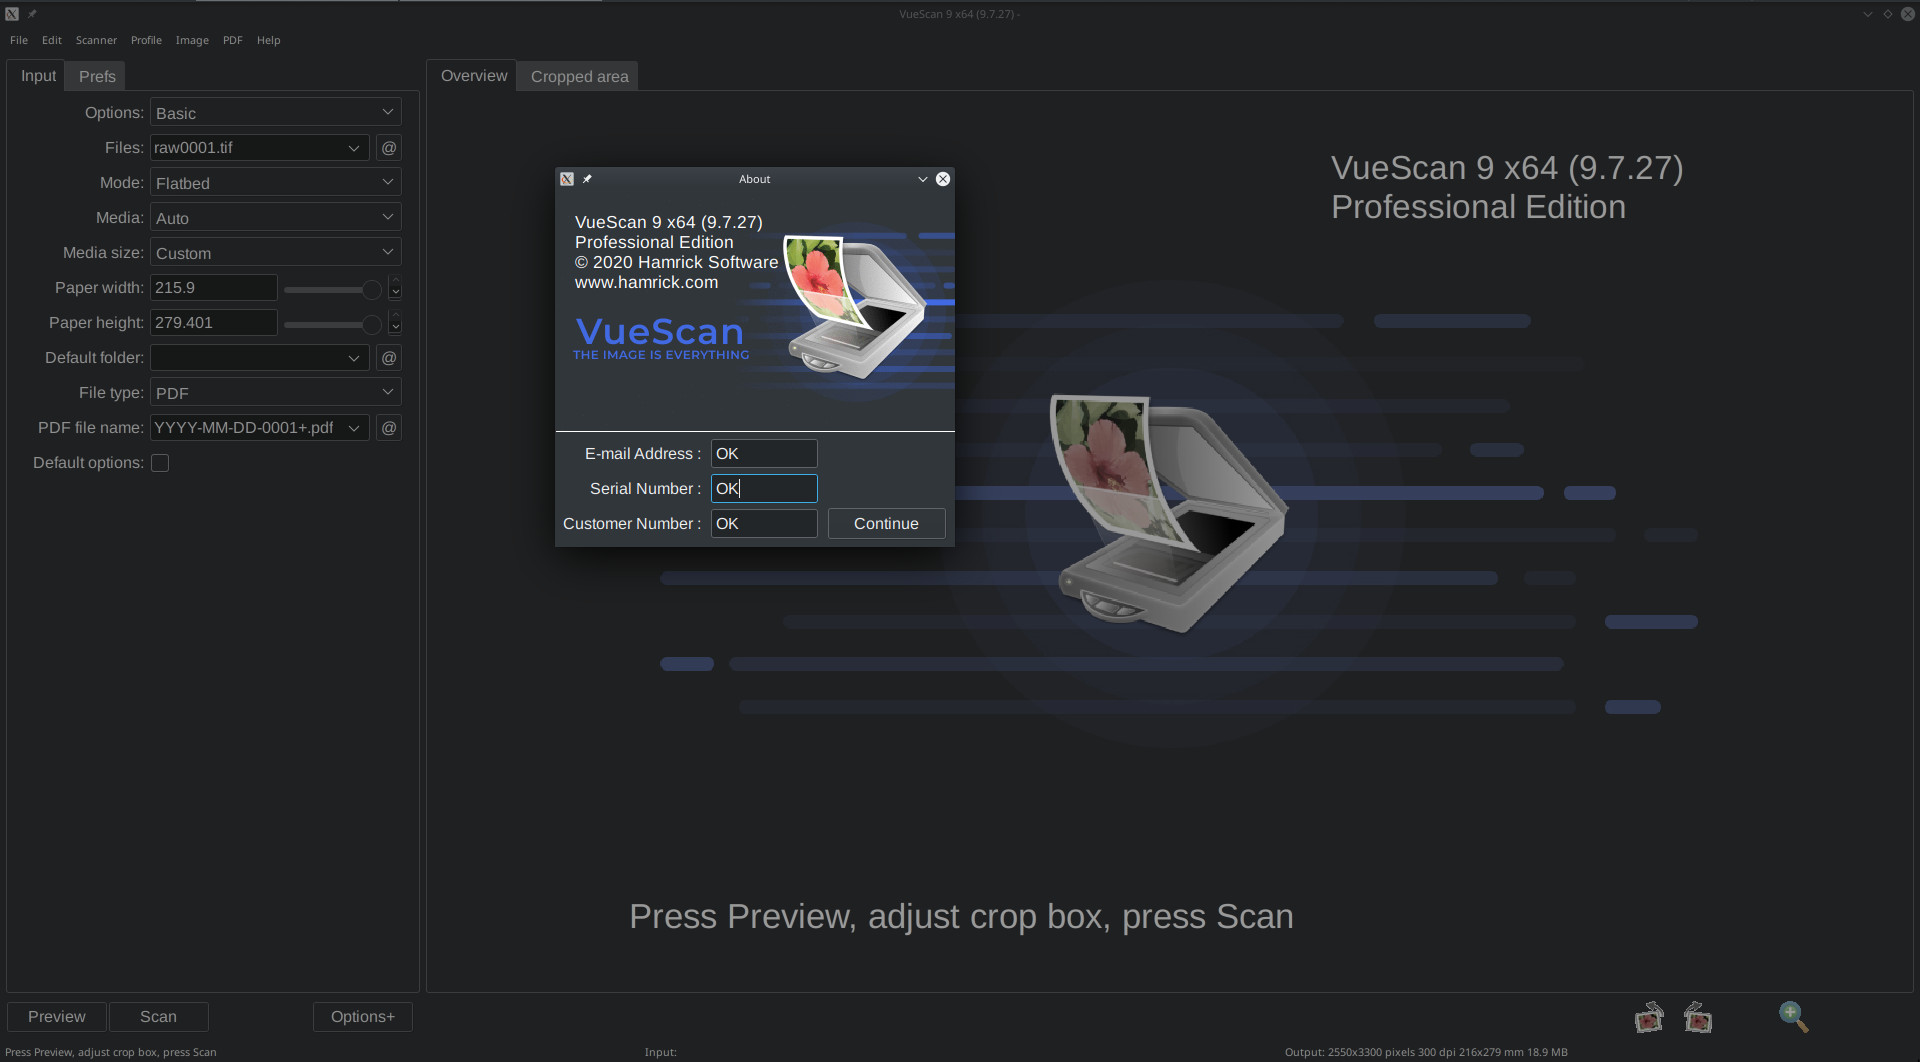 VueScan 9 x64 (9.7.27) -
File Edit Scanner Profile Image PDF Help
Input Prefs
Options: Basic
Files: raw0001.tif @
Mode: Flatbed
Media: Auto
Media size: Custom
Paper width: 215.9
Paper height: 279.401
Default folder: @
File type: PDF
PDF file name: YYYY-MM-DD-0001+.pdf @
Default options:
Overview Cropped area
VueScan 9 x64 (9.7.27)
Professional Edition
About
VueScan 9 x64 (9.7.27)
Professional Edition
© 2020 Hamrick Software
www.hamrick.com
VueScan
THE IMAGE IS EVERYTHING
E-mail Address : OK
Serial Number : OK
Customer Number : OK Continue
Press Preview, adjust crop box, press Scan
Preview Scan Options+
Press Preview, adjust crop box, press Scan Input: Output: 2550x3300 pixels 300 dpi 216x279 mm 18.9 MB